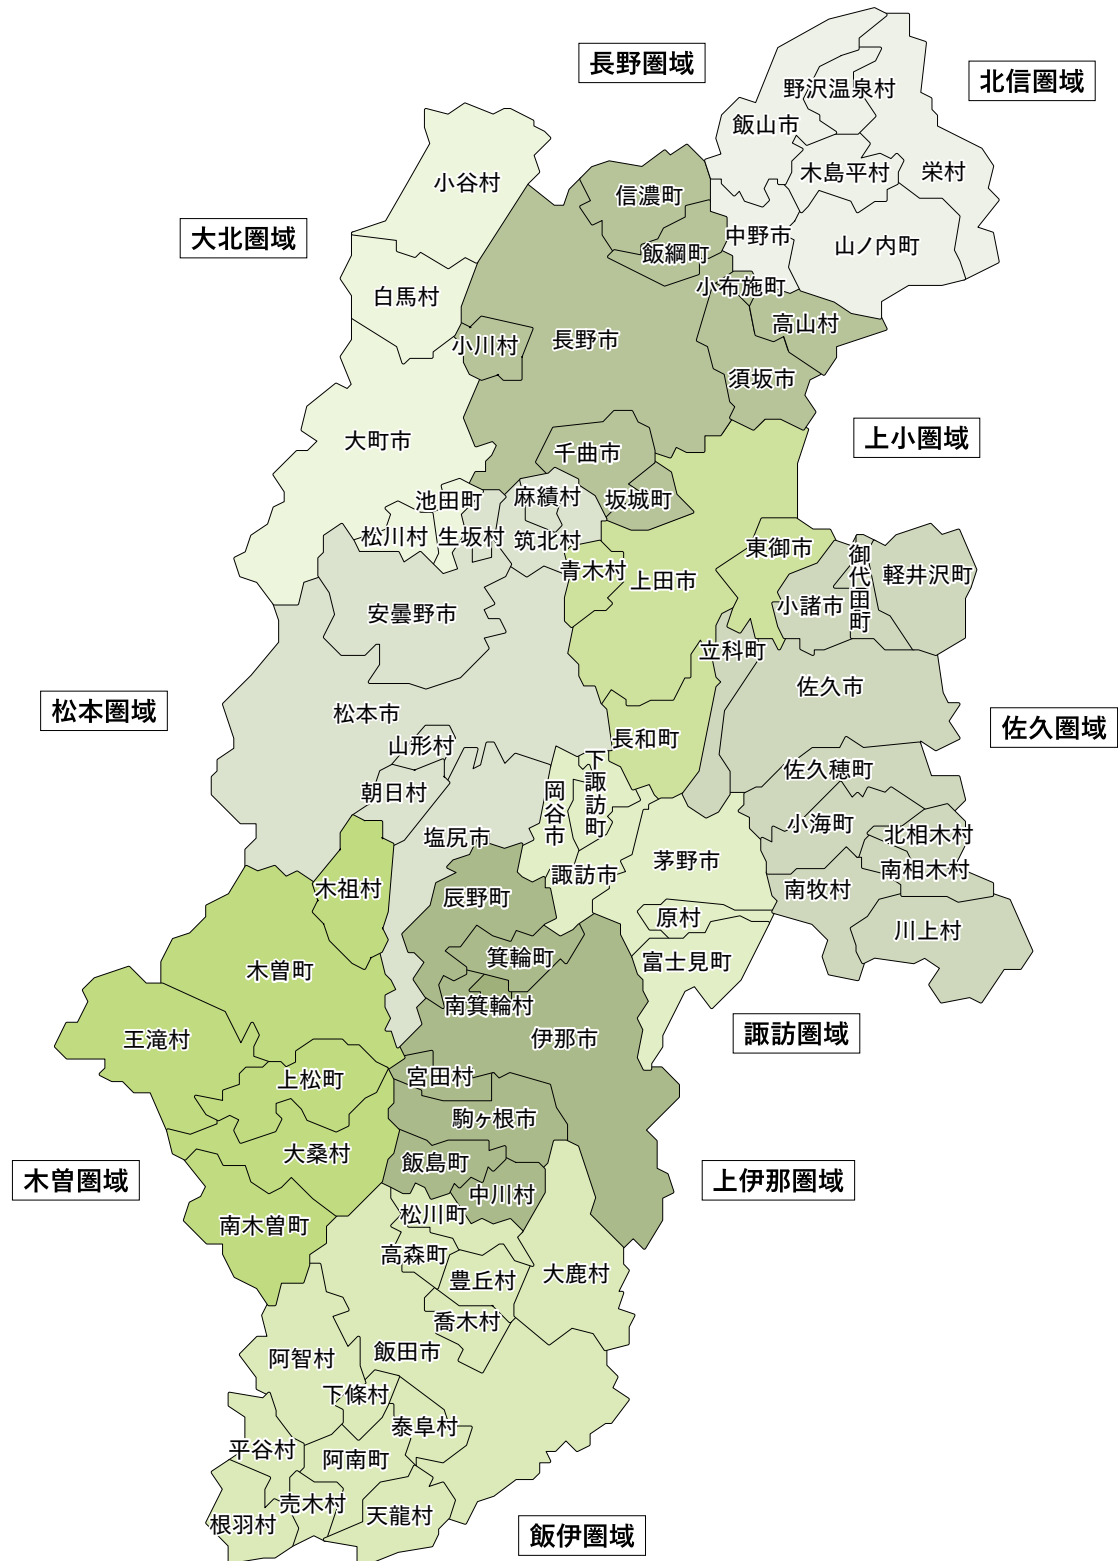 長野圏域
北信圏域
野沢温泉村
飯山市
木島平村
栄村
小谷村
信濃町
大北圏域
中野市
山ノ内町
飯綱町
小布施町
白馬村
高山村
小川村
長野市
須坂市
上小圏域
大町市
千曲市
池田町
麻績村
坂城町
松川村
生坂村
筑北村
東御市
青木村
上田市
御代田町
軽井沢町
小諸市
安曇野市
立科町
佐久市
松本圏域
松本市
佐久圏域
山形村
長和町
下諏訪町
佐久穂町
朝日村
岡谷市
小海町
北相木村
塩尻市
茅野市
南相木村
諏訪市
南牧村
木祖村
辰野町
原村
川上村
箕輪町
富士見町
木曽町
南箕輪村
諏訪圏域
伊那市
王滝村
上松町
宮田村
駒ヶ根市
大桑村
飯島町
木曽圏域
上伊那圏域
中川村
松川町
南木曽町
高森町
豊丘村
大鹿村
喬木村
飯田市
阿智村
下條村
泰阜村
平谷村
阿南町
売木村
天龍村
根羽村
飯伊圏域